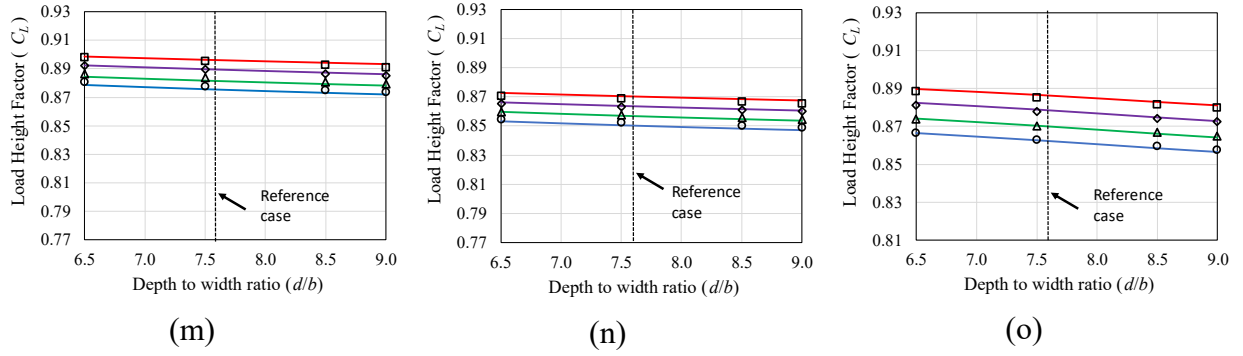 Load Height Factor ( C_L )
0.93
0.91
0.89
0.87
0.85
0.83
0.81
0.79
0.77
Reference
case
6.5 7.0 7.5 8.0 8.5 9.0
Depth to width ratio (d/b)
(m)
Load Height Factor ( C_L )
0.93
0.91
0.89
0.87
0.85
0.83
0.81
0.79
0.77
Reference
case
6.5 7.0 7.5 8.0 8.5 9.0
Depth to width ratio (d/b)
(n)
Load Height Factor ( C_L )
0.93
0.91
0.89
0.87
0.85
0.83
0.81
Reference
case
6.5 7.0 7.5 8.0 8.5 9.0
Depth to width ratio (d/b)
(o)